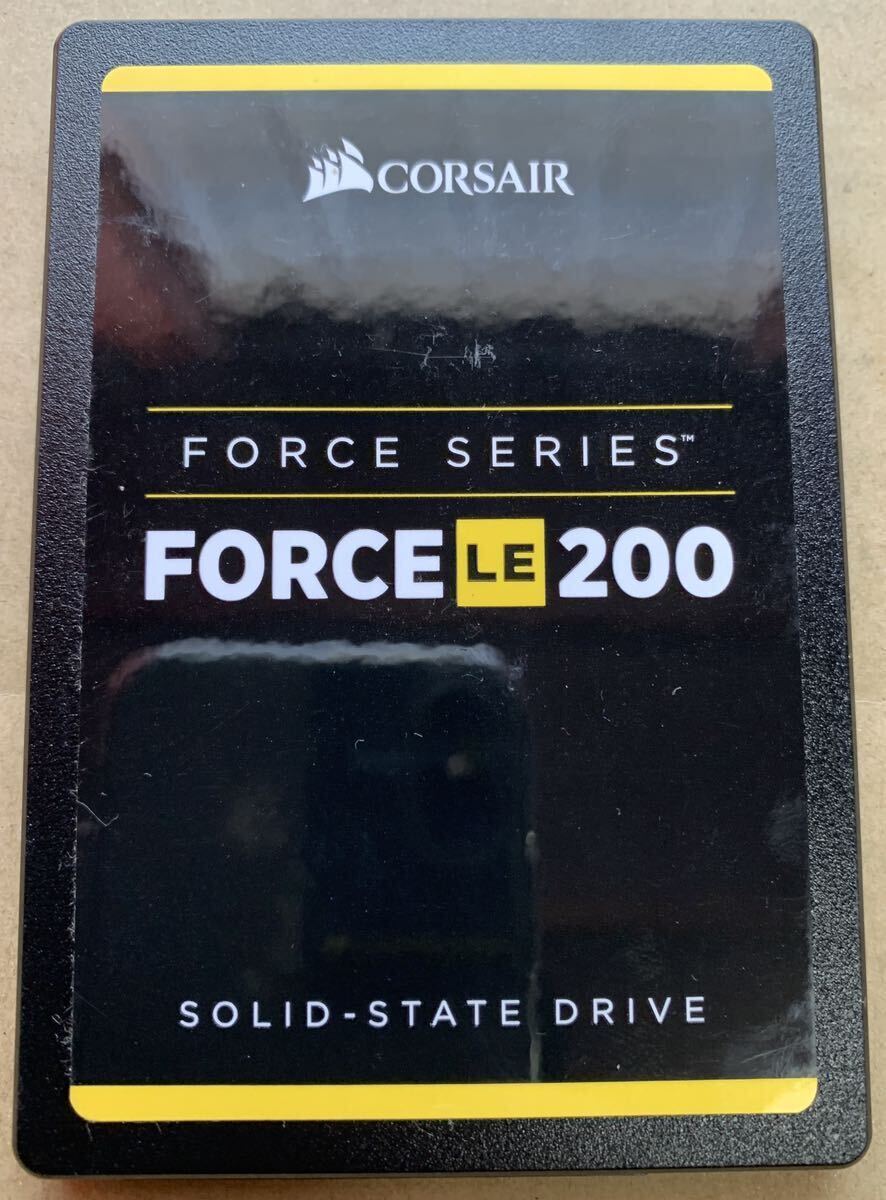 CORSAIR
FORCE SERIES™
FORCE LE 200
SOLID-STATE DRIVE